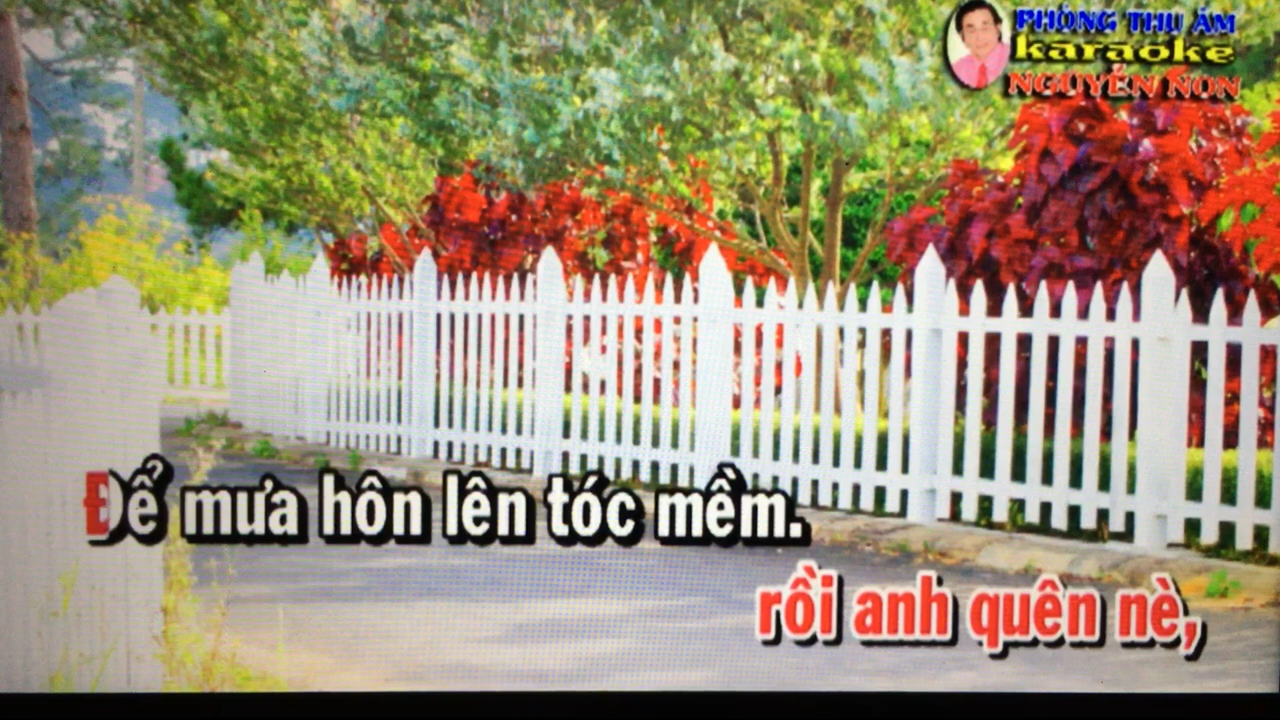 PHÒNG THU ÂM
karaoke
NGUYỄN NON
Để mưa hôn lên tóc mềm.
rồi anh quên nè,